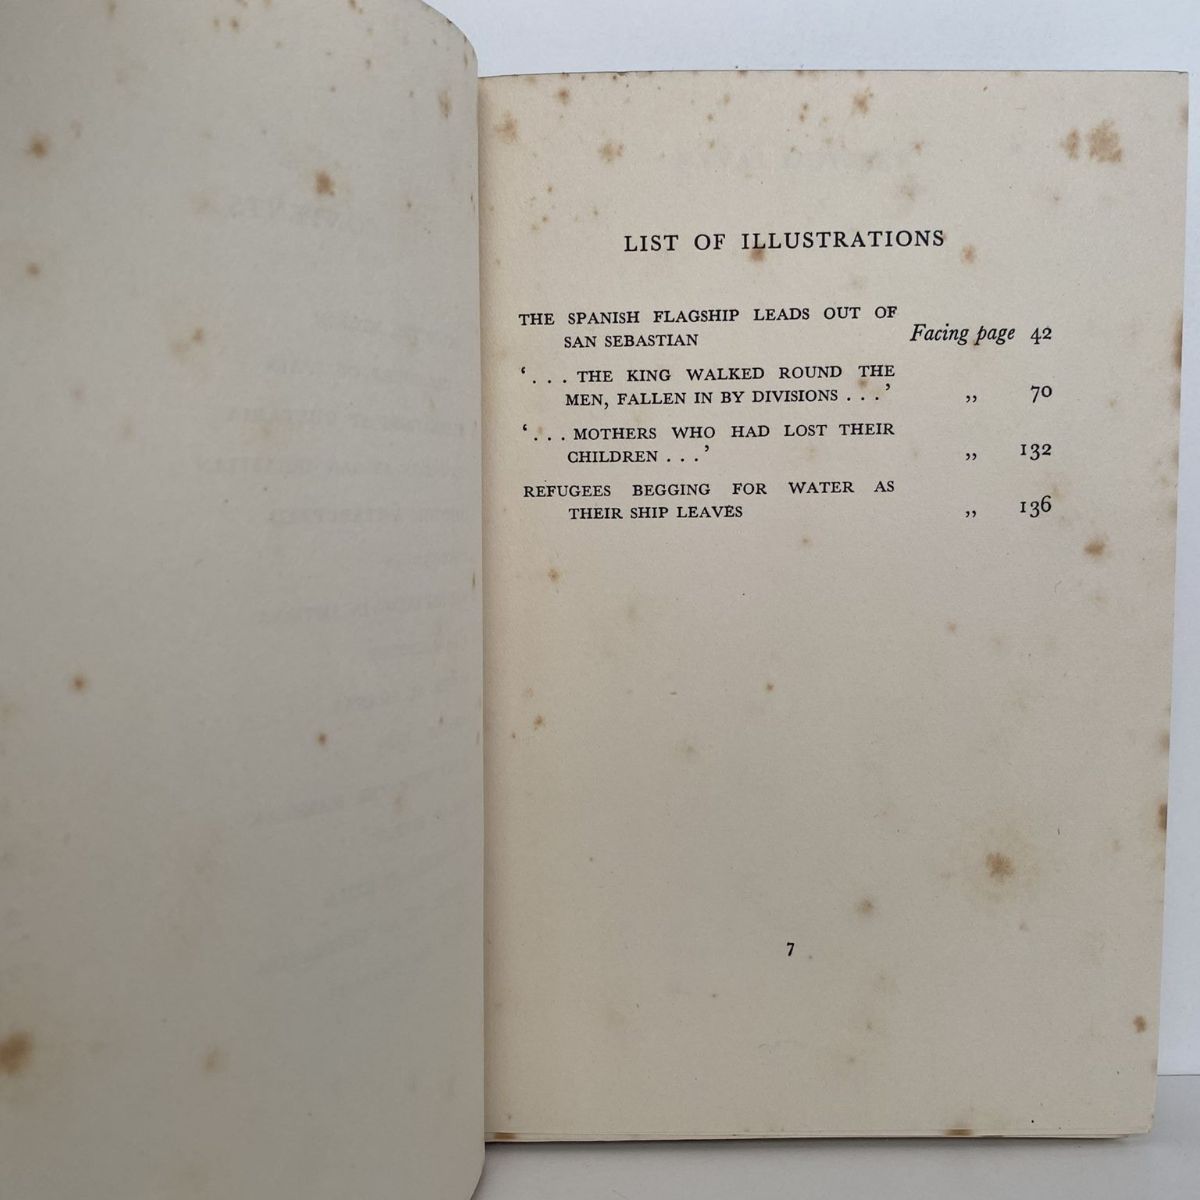 LIST OF ILLUSTRATIONS
THE SPANISH FLAGSHIP LEADS OUT OF
SAN SEBASTIAN Facing page 42
‘. . . THE KING WALKED ROUND THE
MEN, FALLEN IN BY DIVISIONS . . .’ ,, 70
‘. . . MOTHERS WHO HAD LOST THEIR
CHILDREN . . .’ ,, 132
REFUGEES BEGGING FOR WATER AS
THEIR SHIP LEAVES ,, 136
7